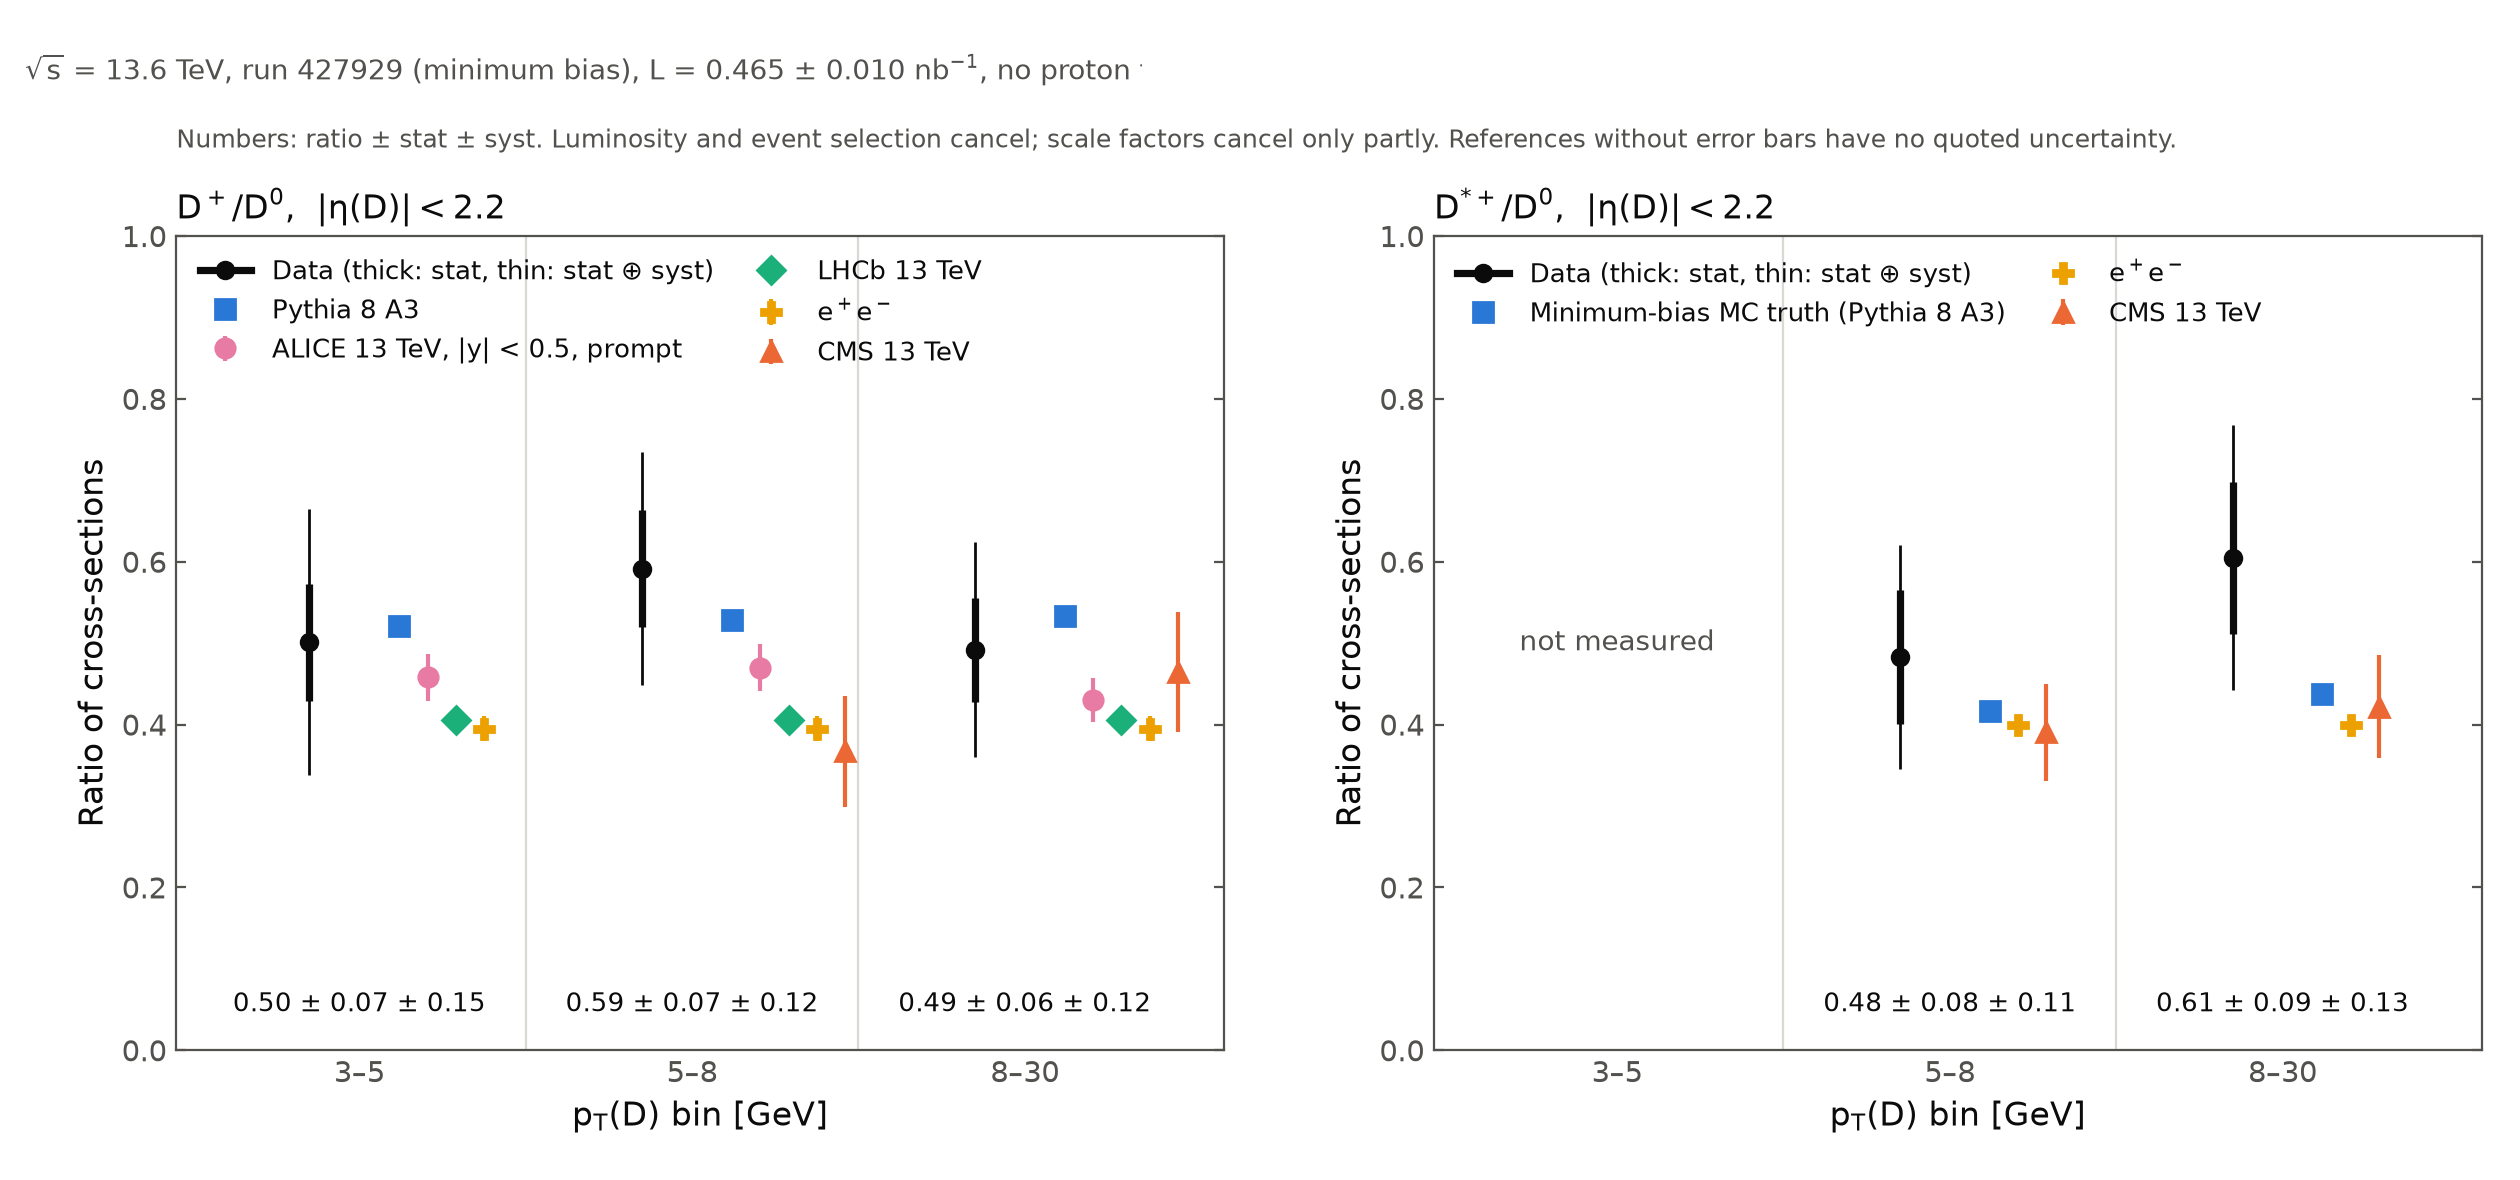 √s = 13.6 TeV, run 427929 (minimum bias), L = 0.465 ± 0.010 nb⁻¹, no proton
Numbers: ratio ± stat ± syst. Luminosity and event selection cancel; scale factors cancel only partly. References without error bars have no quoted uncertainty.
D⁺/D⁰, |η(D)| < 2.2
Data (thick: stat, thin: stat ⊕ syst)
Pythia 8 A3
ALICE 13 TeV, |y| < 0.5, prompt
LHCb 13 TeV
e⁺e⁻
CMS 13 TeV
Ratio of cross-sections
1.0
0.8
0.6
0.4
0.2
0.0
0.50 ± 0.07 ± 0.15
0.59 ± 0.07 ± 0.12
0.49 ± 0.06 ± 0.12
3–5
5–8
8–30
p_T(D) bin [GeV]
D*⁺/D⁰, |η(D)| < 2.2
Data (thick: stat, thin: stat ⊕ syst)
Minimum-bias MC truth (Pythia 8 A3)
e⁺e⁻
CMS 13 TeV
Ratio of cross-sections
1.0
0.8
0.6
0.4
0.2
0.0
not measured
0.48 ± 0.08 ± 0.11
0.61 ± 0.09 ± 0.13
3–5
5–8
8–30
p_T(D) bin [GeV]